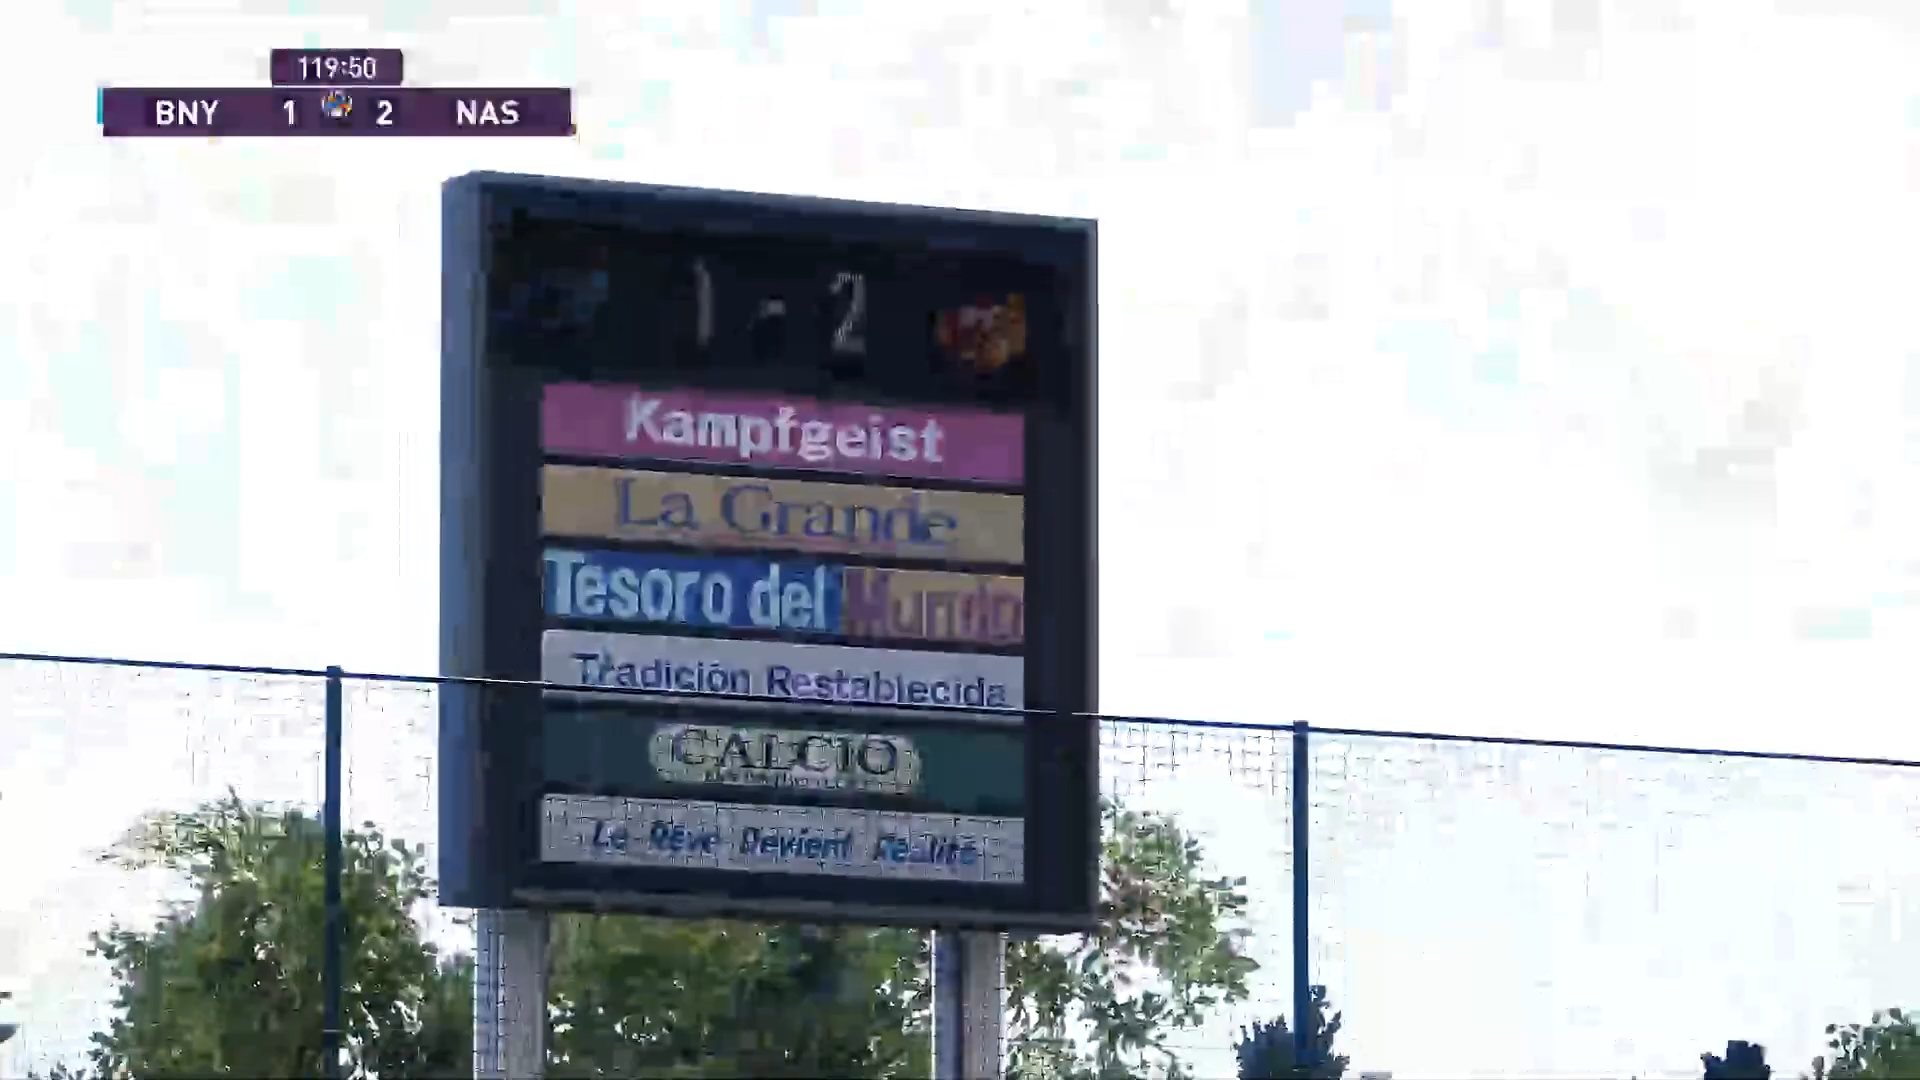 119:50
BNY 1 2 NAS
1 - 2
Kampfgeist
La Grande
Tesoro del Mundo
Tradición Restablecida
CALCIO
Le Rêve Devient Réalité